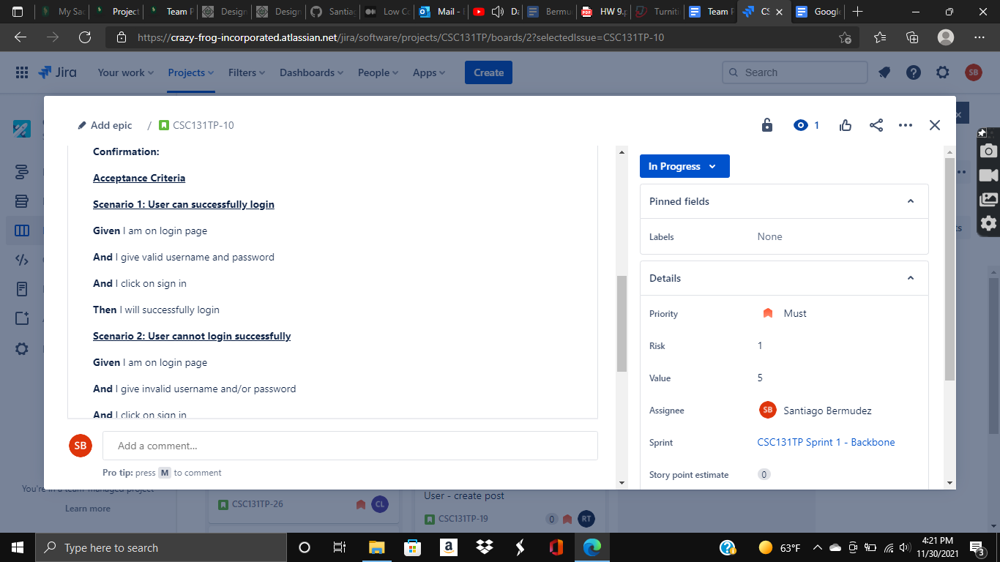 My Sac
Project
Team P
Design
Design
Santiag
Low Co
Mail -
Da
Bermu
HW 9.p
Turniti
Team P
CS
Google
https://crazy-frog-incorporated.atlassian.net/jira/software/projects/CSC131TP/boards/2?selectedIssue=CSC131TP-10
Jira
Your work
Projects
Filters
Dashboards
People
Apps
Create
Search
SB
Add epic / CSC131TP-10
1
Confirmation:
Acceptance Criteria
Scenario 1: User can successfully login
Given I am on login page
And I give valid username and password
And I click on sign in
Then I will successfully login
Scenario 2: User cannot login successfully
Given I am on login page
And I give invalid username and/or password
And I click on sign in
SB
Add a comment...
Pro tip: press M to comment
In Progress
Pinned fields
Labels None
Details
Priority Must
Risk 1
Value 5
Assignee SB Santiago Bermudez
Sprint CSC131TP Sprint 1 - Backbone
Story point estimate 0
You're in a team-managed project
Learn more
CSC131TP-26 CL
User - create post
CSC131TP-19 0 RT
Type here to search
63°F
4:21 PM
11/30/2021
3